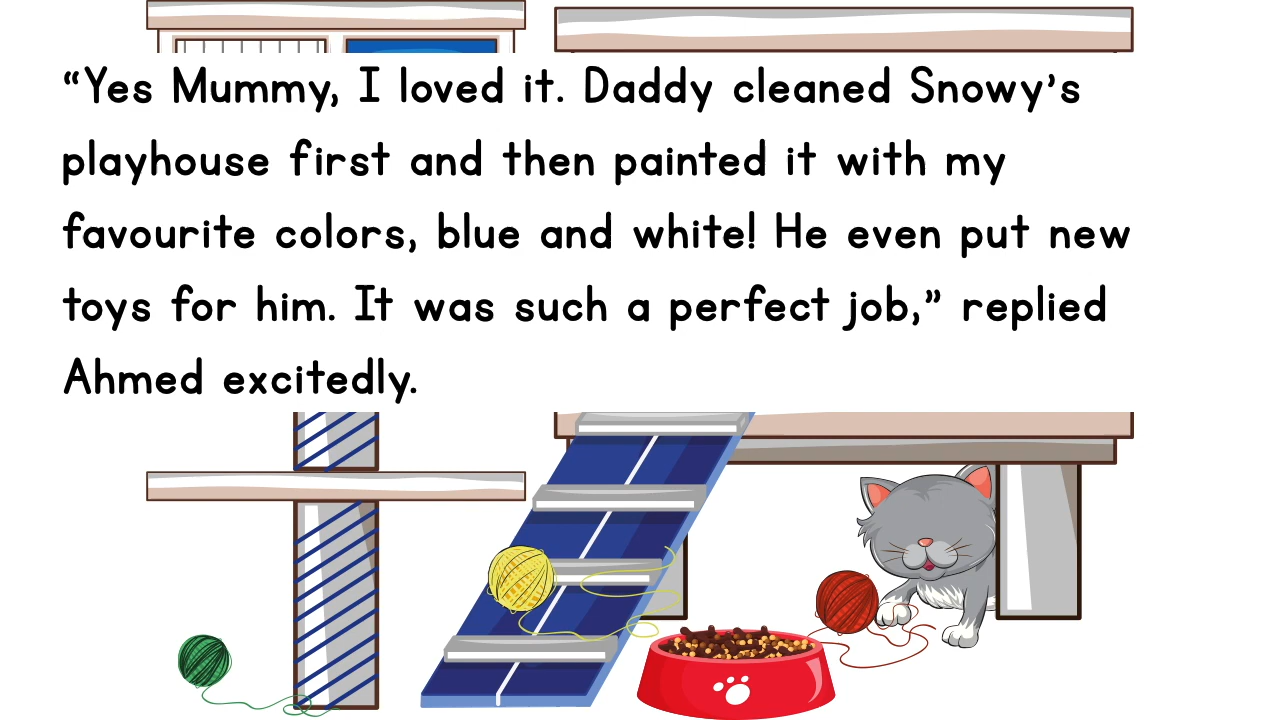 “Yes Mummy, I loved it. Daddy cleaned Snowy’s
playhouse first and then painted it with my
favourite colors, blue and white! He even put new
toys for him. It was such a perfect job,” replied
Ahmed excitedly.